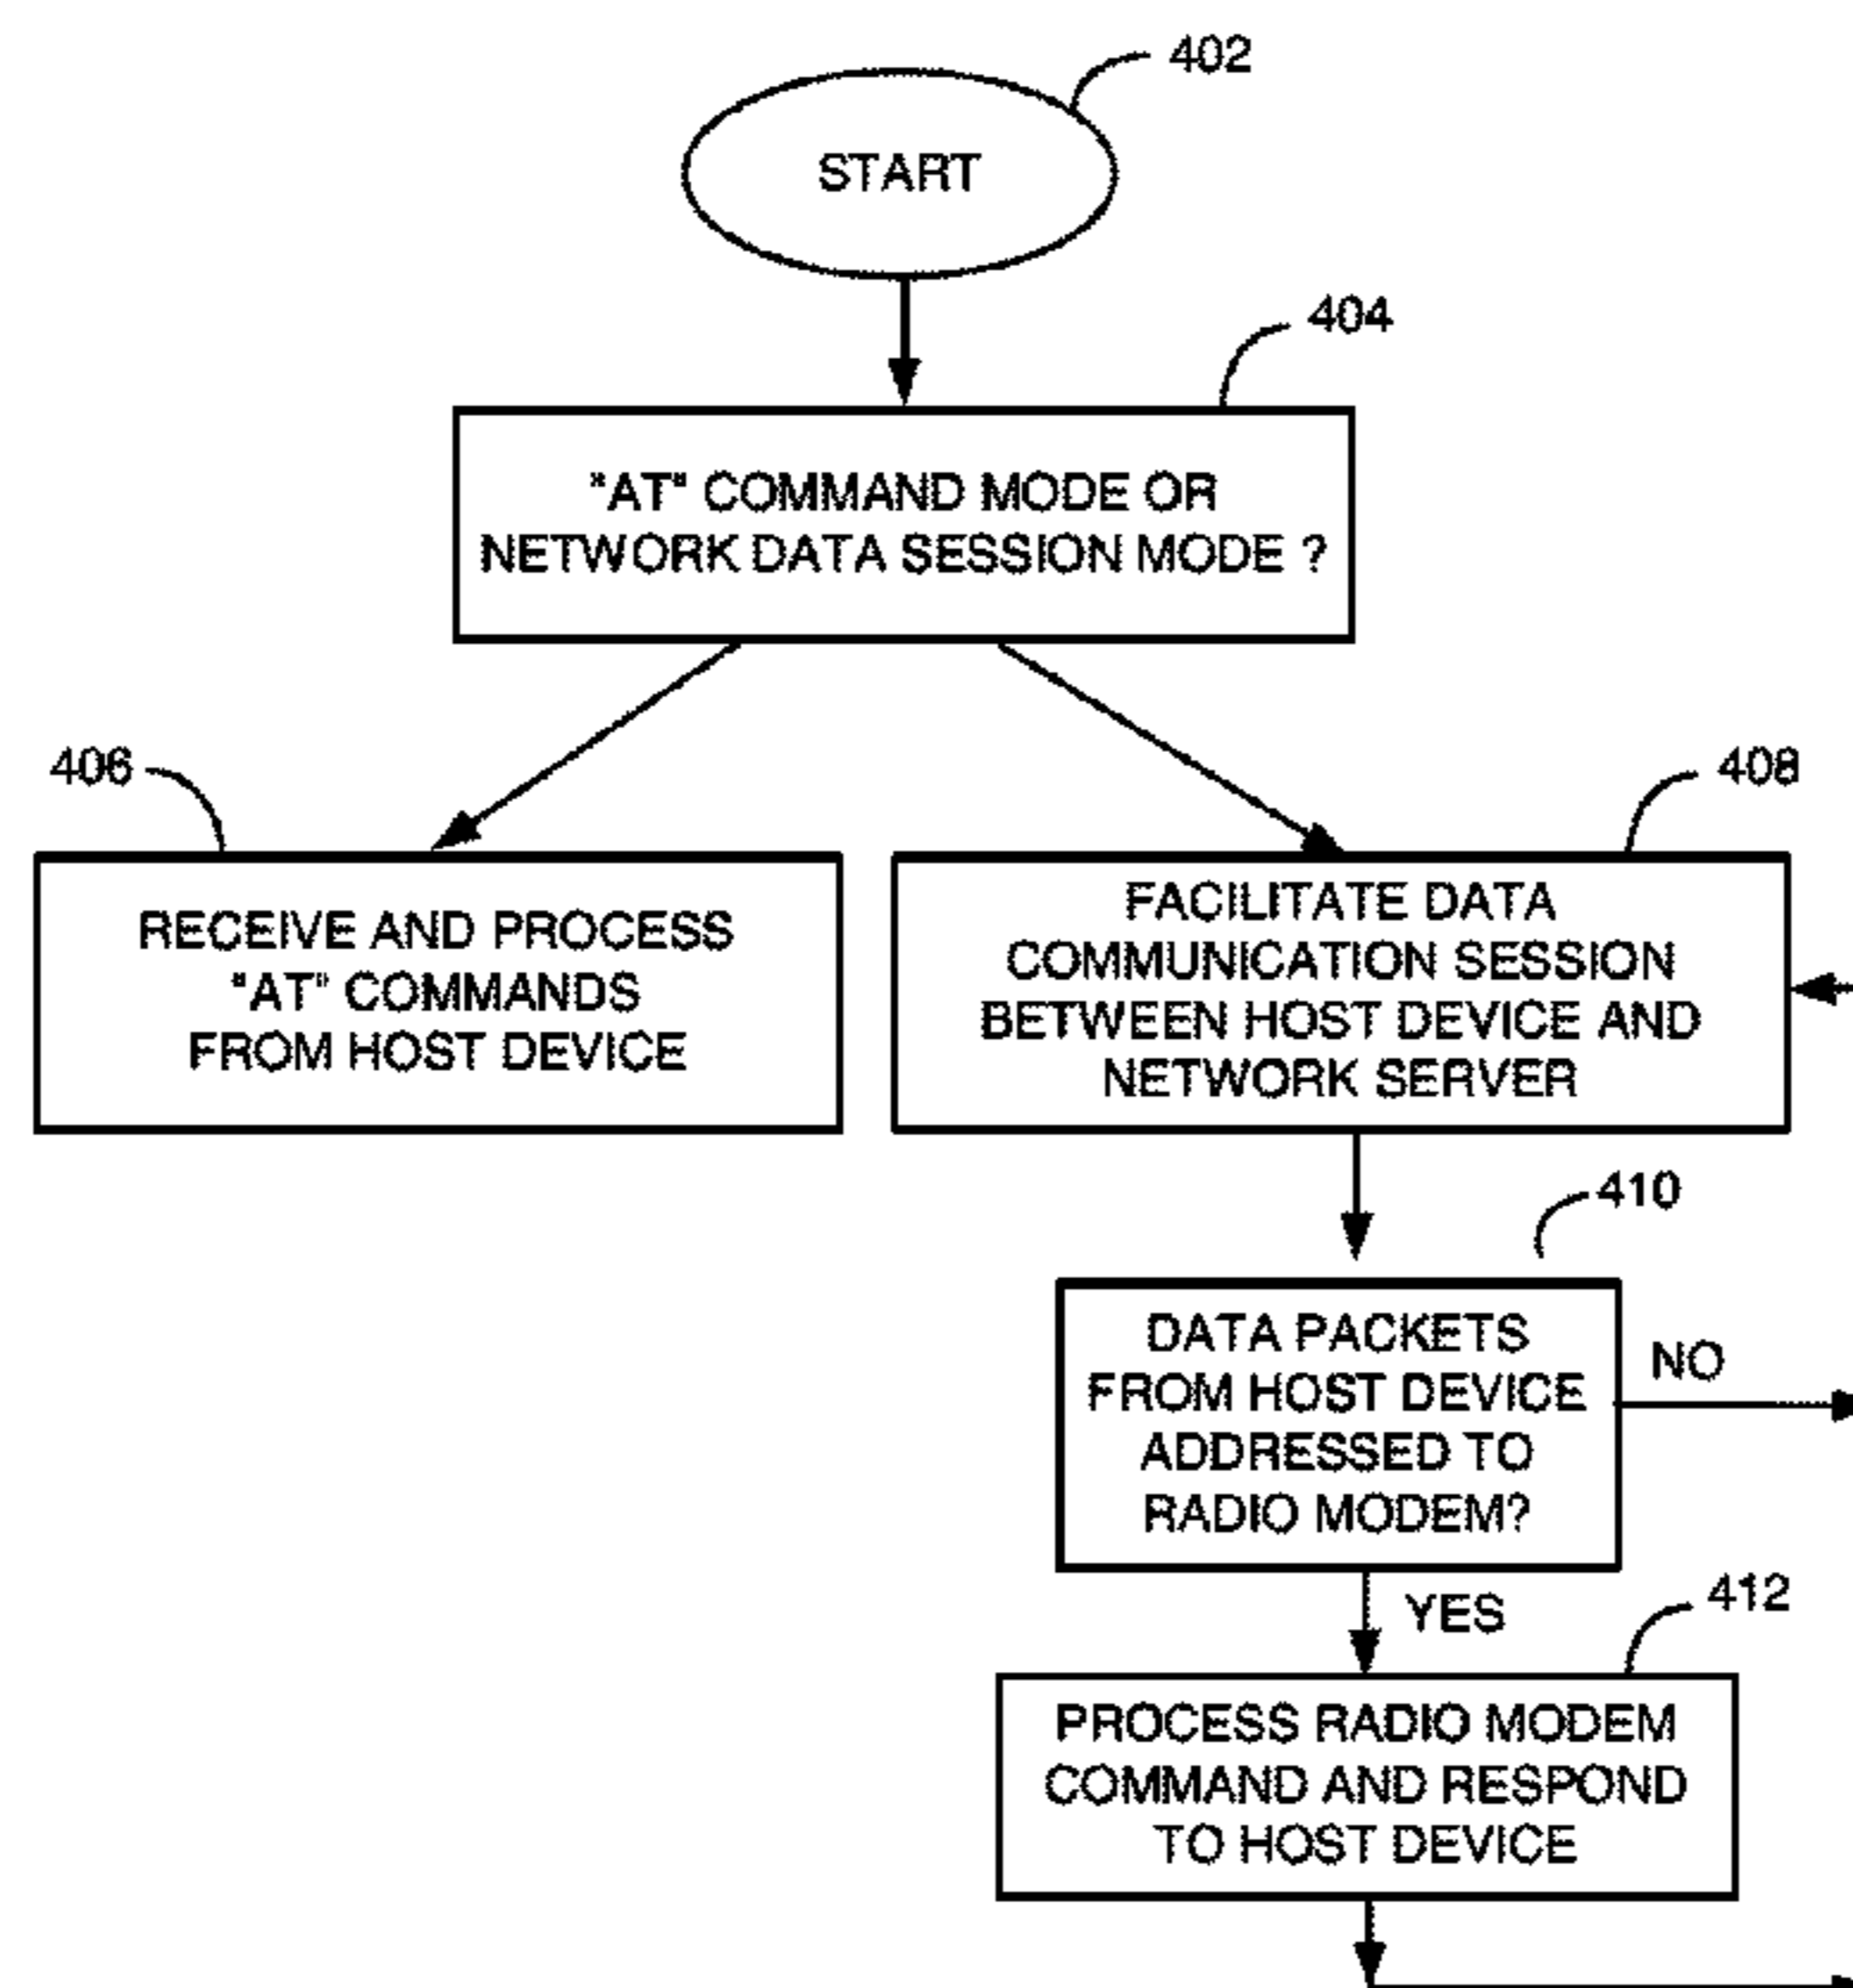 402
START
404
"AT" COMMAND MODE OR
NETWORK DATA SESSION MODE ?
406
408
RECEIVE AND PROCESS
"AT" COMMANDS
FROM HOST DEVICE
FACILITATE DATA
COMMUNICATION SESSION
BETWEEN HOST DEVICE AND
NETWORK SERVER
410
DATA PACKETS
FROM HOST DEVICE
ADDRESSED TO
RADIO MODEM?
NO
YES
412
PROCESS RADIO MODEM
COMMAND AND RESPOND
TO HOST DEVICE